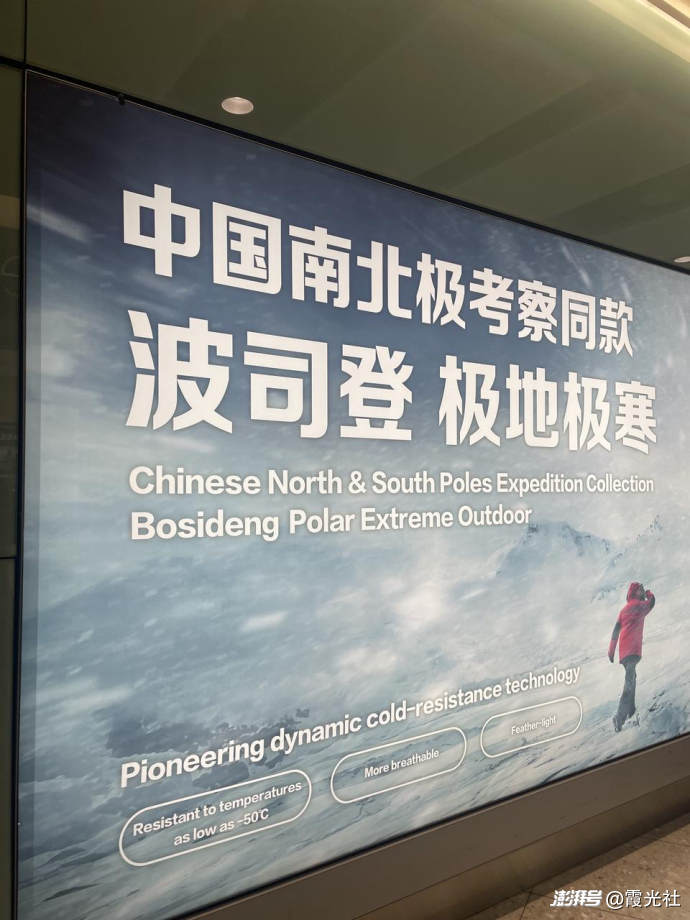 中国南北极考察同款
波司登 极地极寒
Chinese North & South Poles Expedition Collection
Bosideng Polar Extreme Outdoor
Pioneering dynamic cold-resistance technology
Resistant to temperatures
as low as -50℃
More breathable
Feather-light
澎湃号 @霞光社